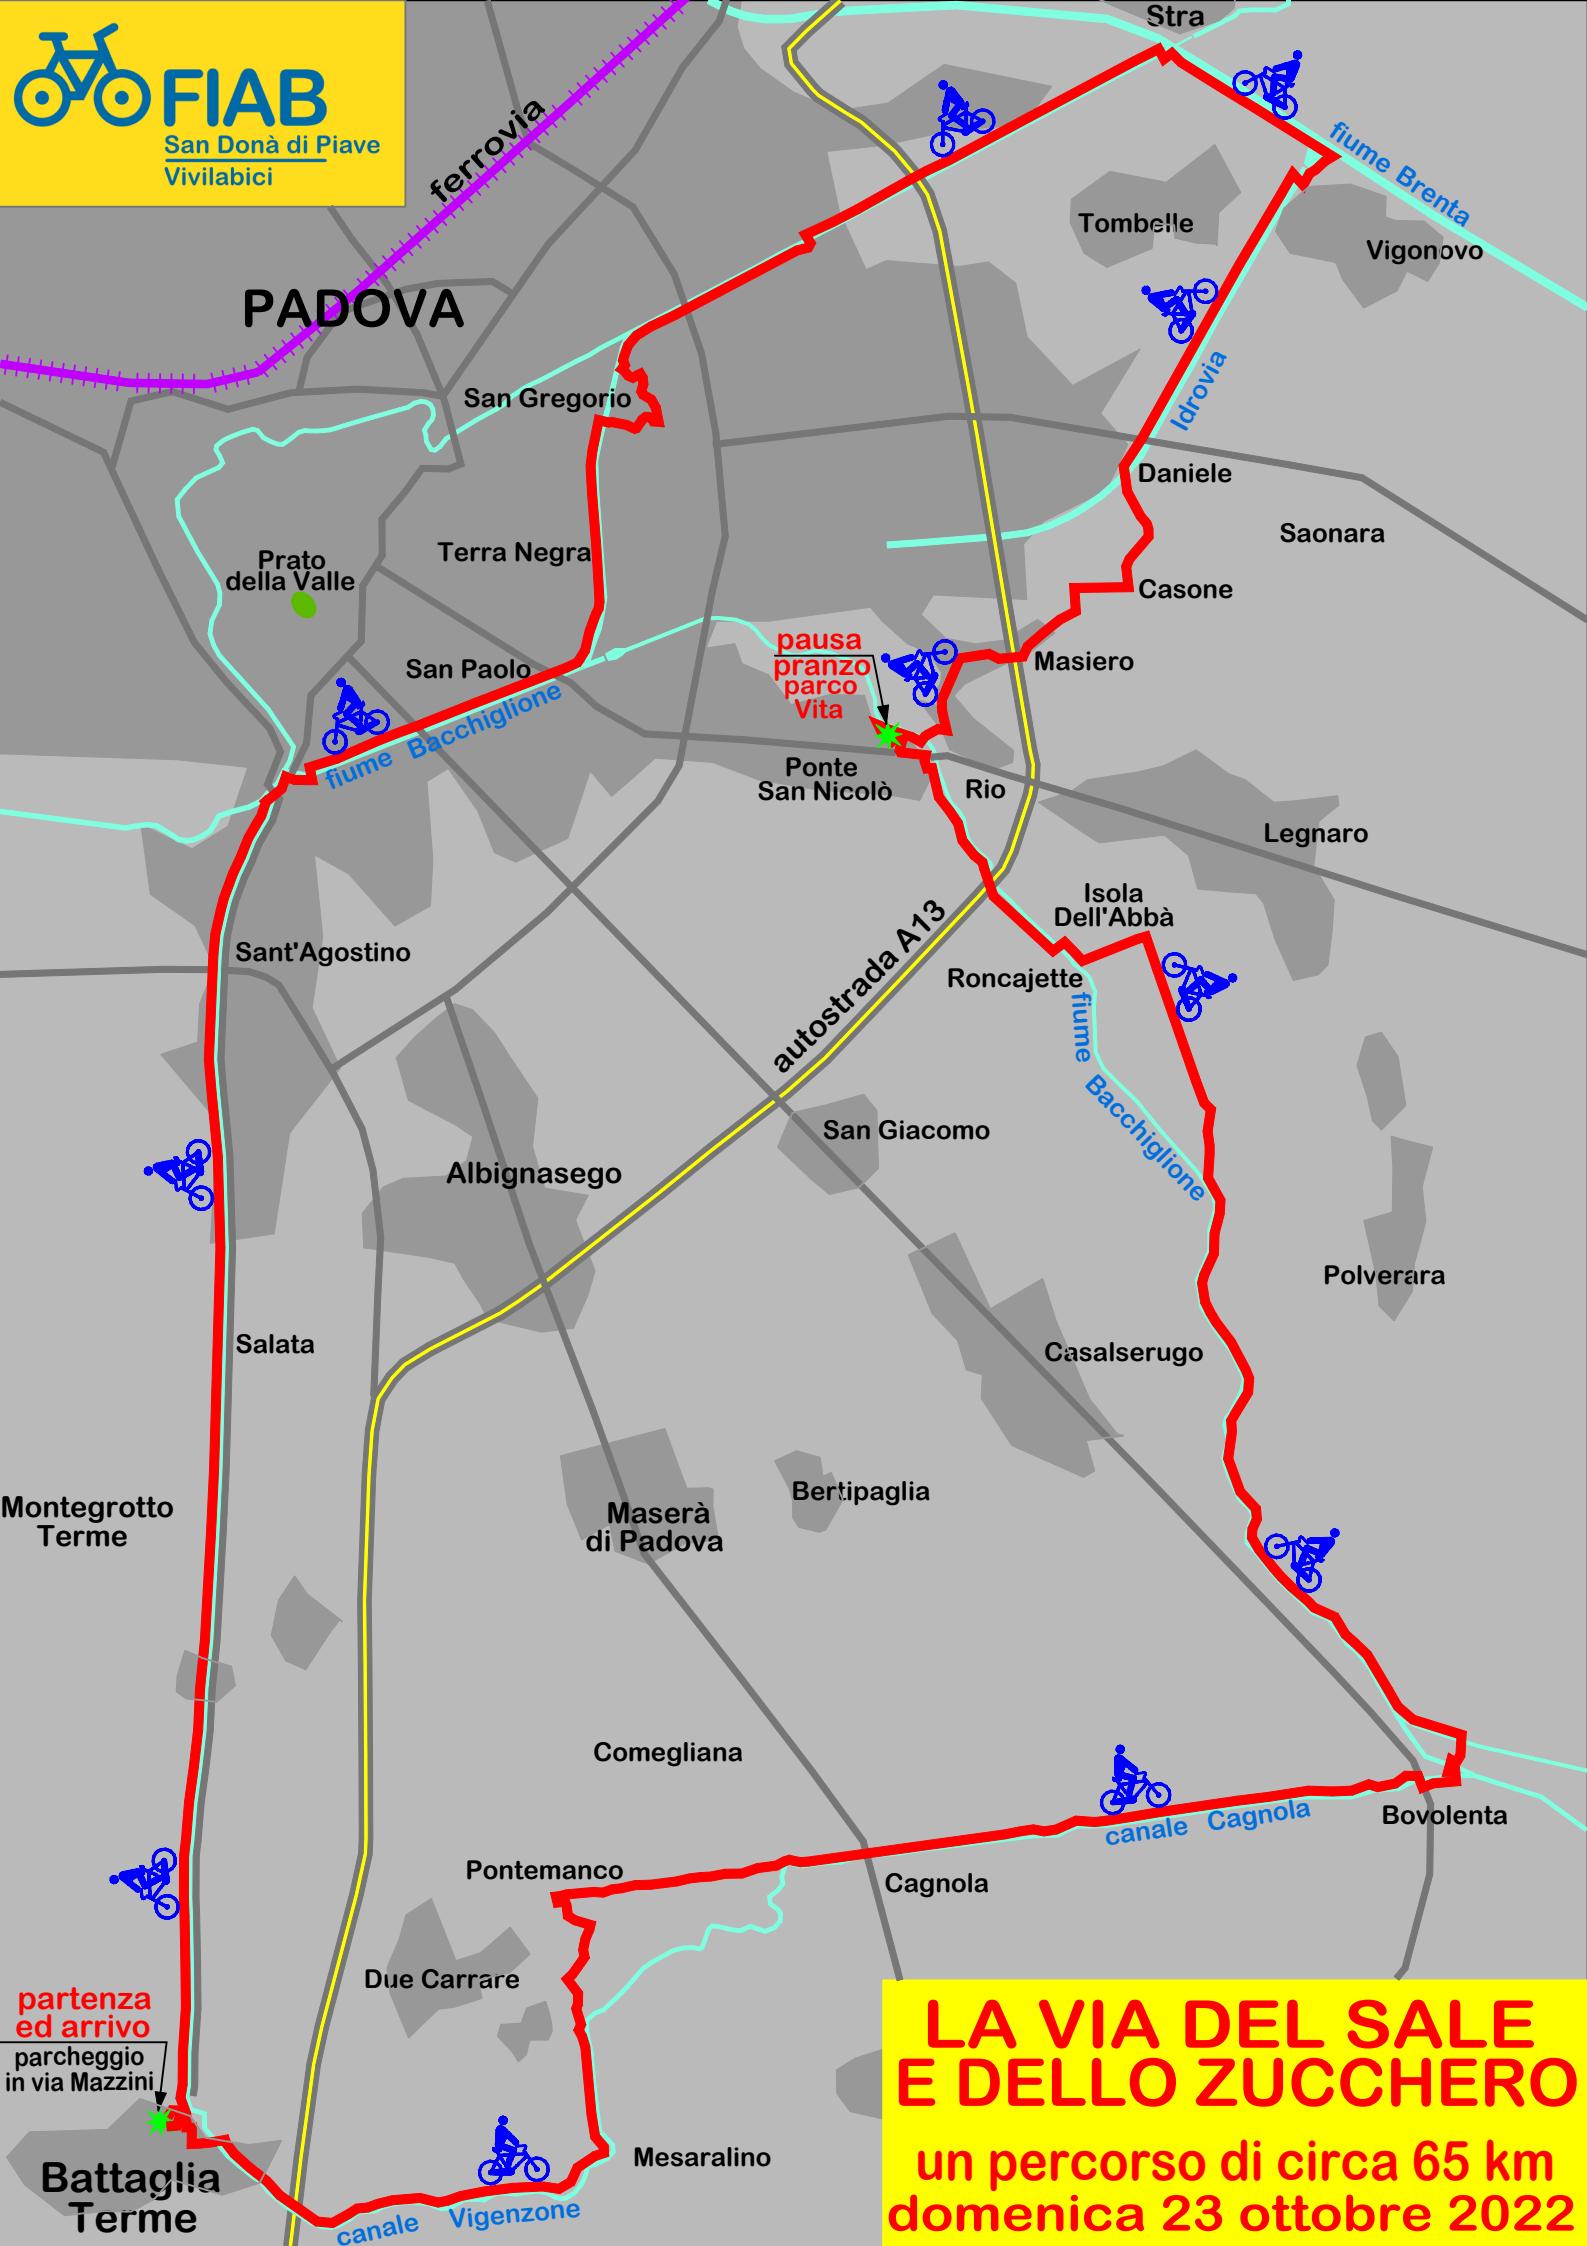 FIAB
San Donà di Piave
Vivilabici
Stra
ferrovia
fiume Brenta
Tombelle
Vigonovo
PADOVA
Idrovia
San Gregorio
Daniele
Saonara
Terra Negra
Prato
della Valle
Casone
pausa
pranzo
parco
Vita
Masiero
San Paolo
fiume Bacchiglione
Ponte
San Nicolò
Rio
Legnaro
Isola
Dell'Abbà
autostrada A13
Sant'Agostino
Roncajette
fiume Bacchiglione
San Giacomo
Albignasego
Polverara
Salata
Casalserugo
Bertipaglia
Montegrotto
Terme
Maserà
di Padova
Comegliana
canale Cagnola
Bovolenta
Pontemanco
Cagnola
Due Carrare
partenza
ed arrivo
parcheggio
in via Mazzini
Mesaralino
Battaglia
Terme
canale Vigenzone
LA VIA DEL SALE
E DELLO ZUCCHERO
un percorso di circa 65 km
domenica 23 ottobre 2022